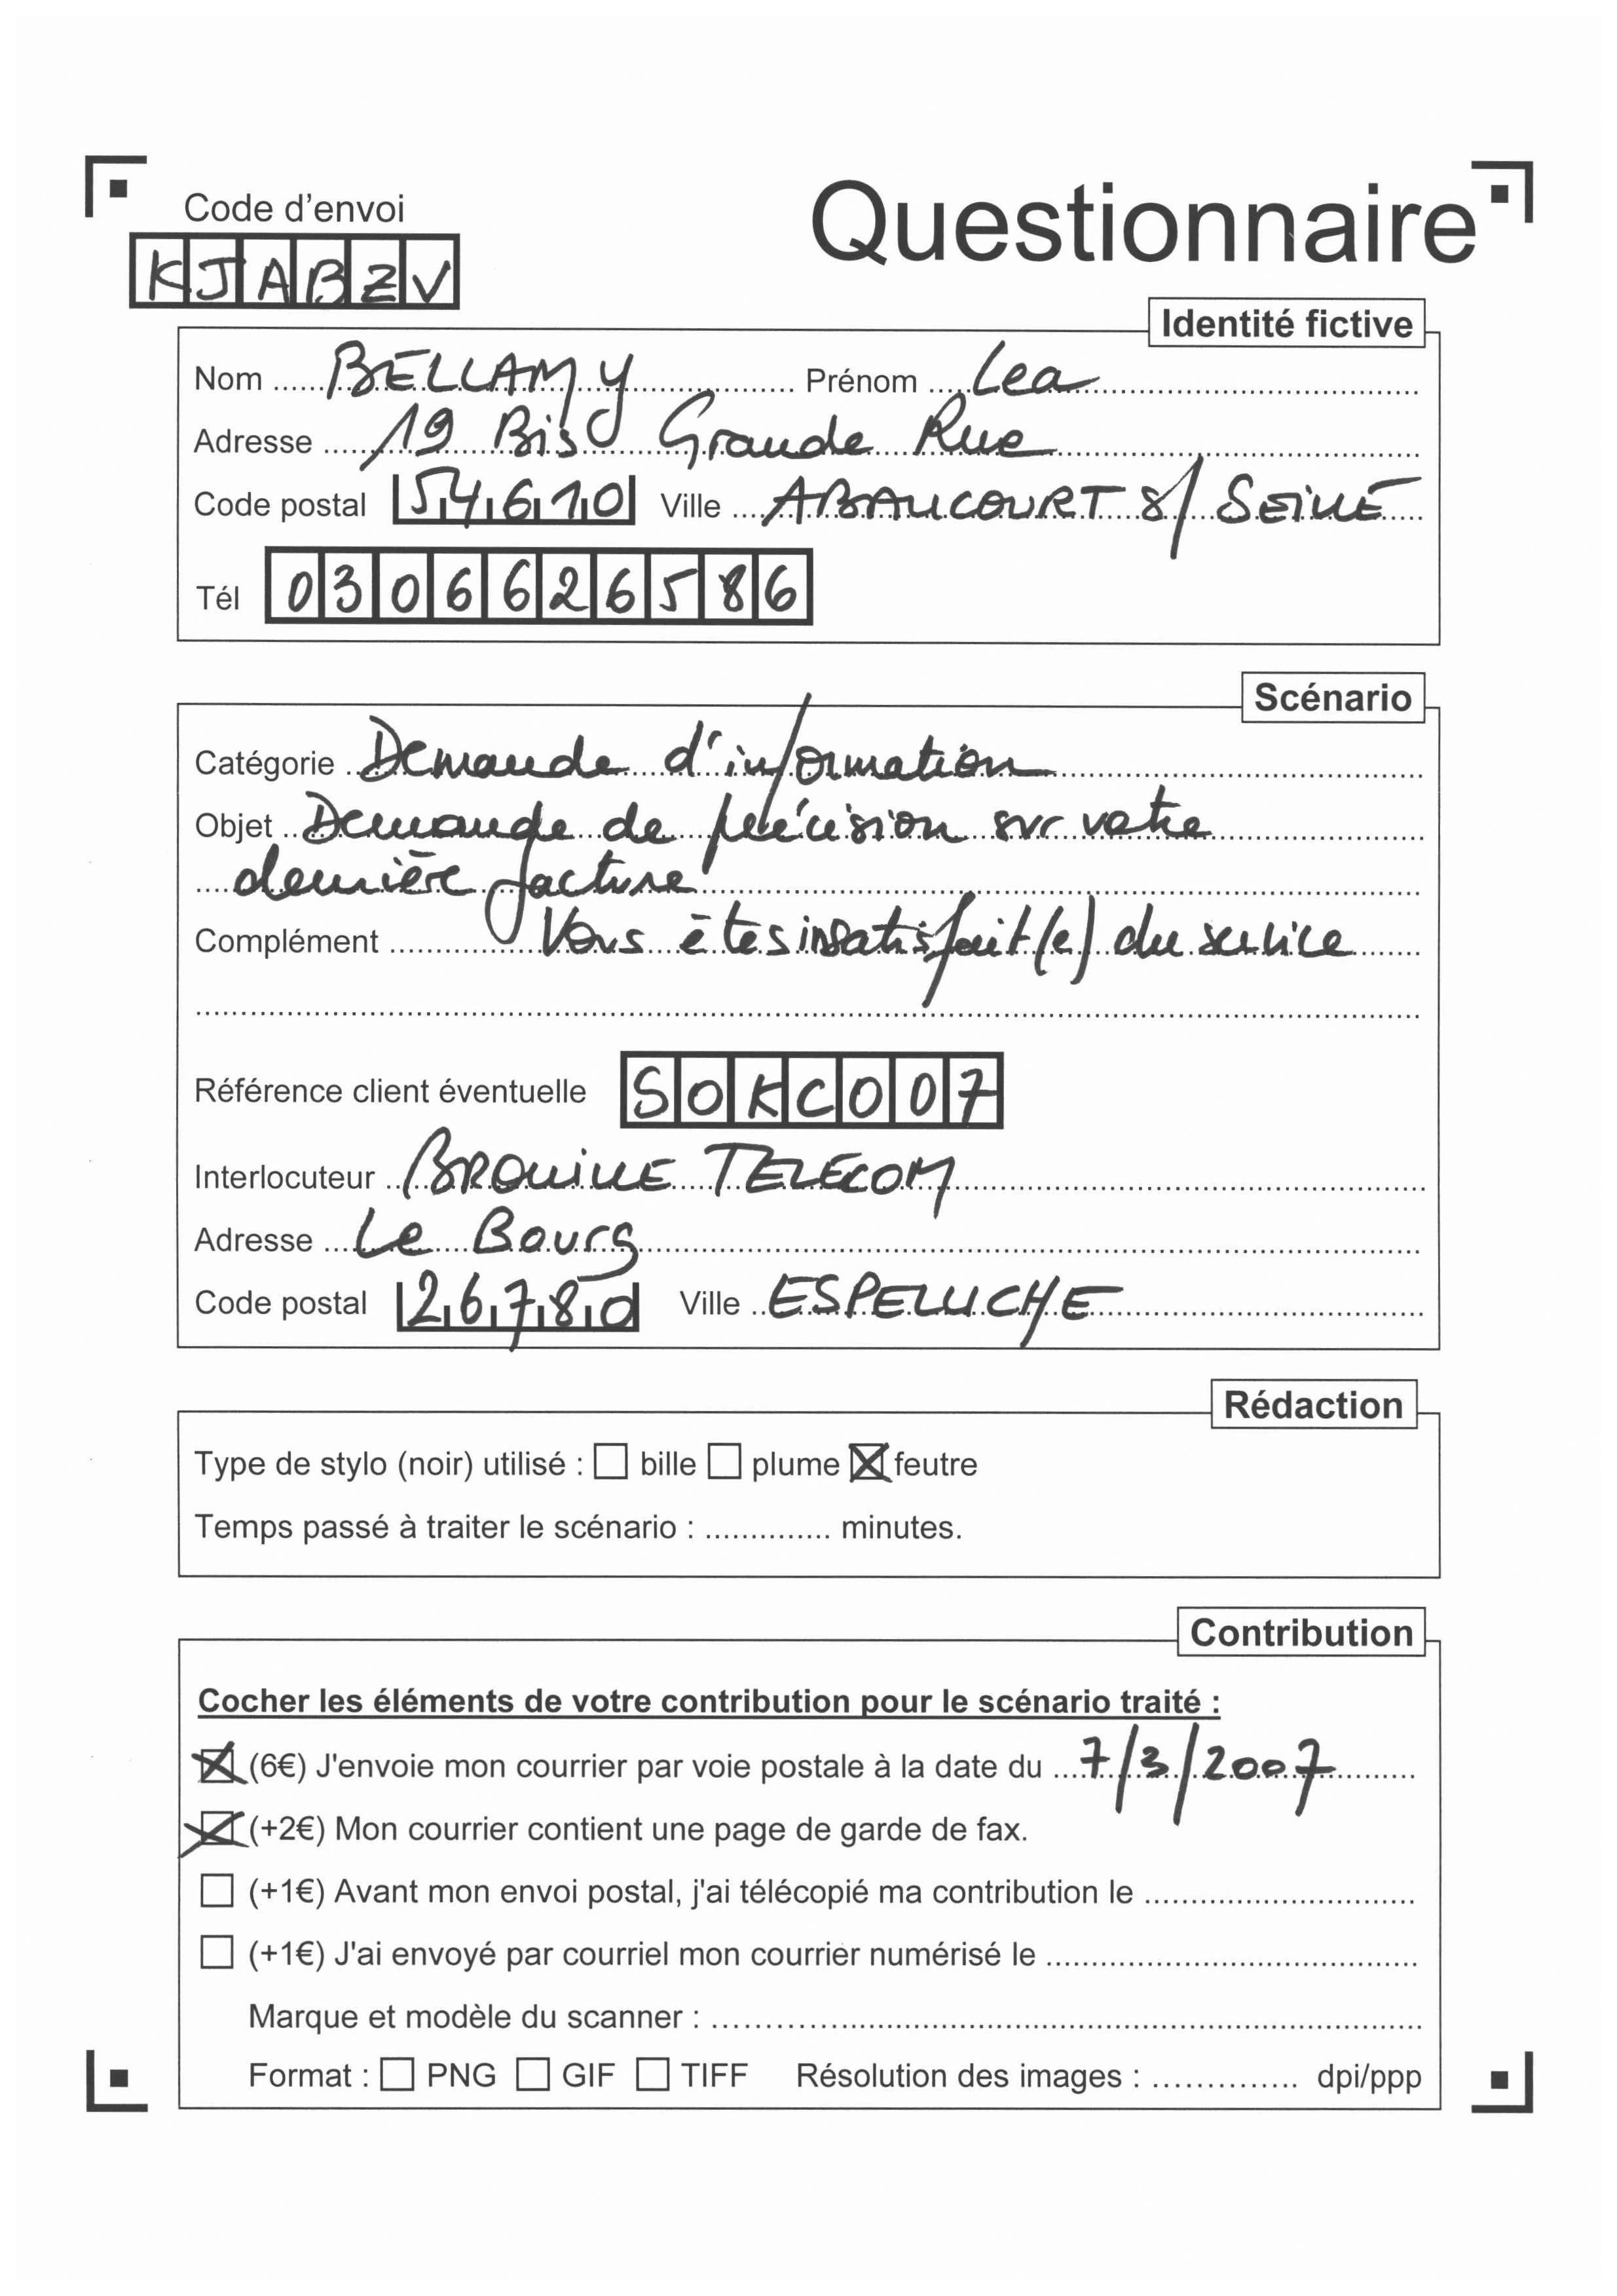 Code d'envoi
Questionnaire
KJABZV
Identité fictive
Nom BELLAMY Prénom Lea
Adresse 19 Bis Grande Rue
Code postal 54610 Ville ABAUCOURT S/ SEILLE
Tél 0306626586
Scénario
Catégorie Demande d'information
Objet Demande de précision sur votre
dernière facture
Complément Vous êtes insatisfait(e) du service
Référence client éventuelle SOKC007
Interlocuteur BROUILLE TELECOM
Adresse Le Bourg
Code postal 26780 Ville ESPELUCHE
Rédaction
Type de stylo (noir) utilisé : bille plume feutre
Temps passé à traiter le scénario : .............. minutes.
Contribution
Cocher les éléments de votre contribution pour le scénario traité :
(6€) J'envoie mon courrier par voie postale à la date du 7/3/2007
(+2€) Mon courrier contient une page de garde de fax.
(+1€) Avant mon envoi postal, j'ai télécopié ma contribution le
(+1€) J'ai envoyé par courriel mon courrier numérisé le
Marque et modèle du scanner :
Format : PNG GIF TIFF Résolution des images : .............. dpi/ppp